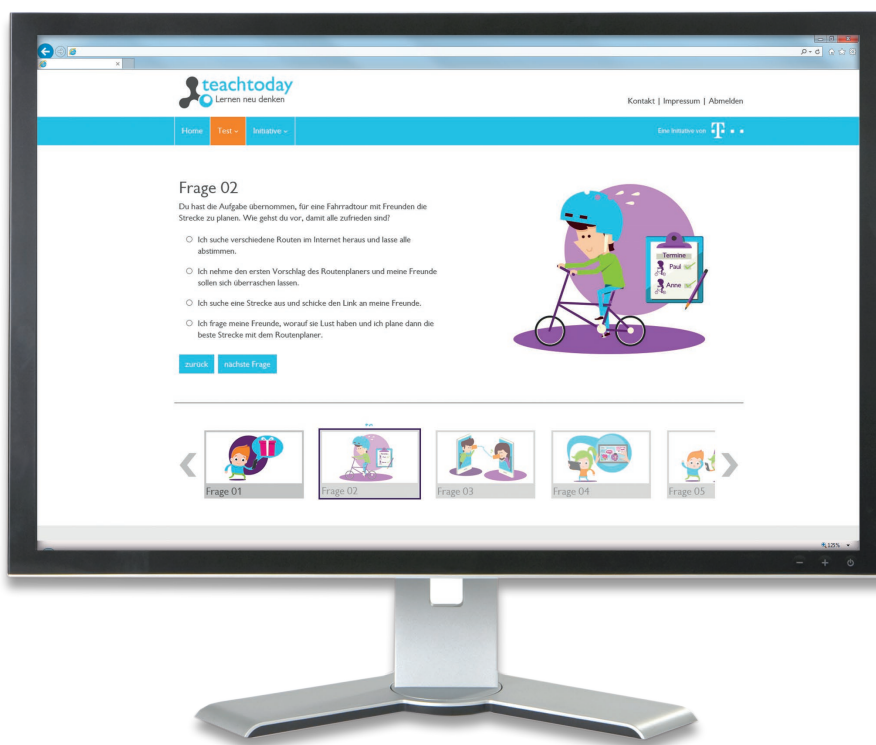 teachtoday
Lernen neu denken
Kontakt | Impressum | Abmelden
Home
Test
Initiative
Eine Initiative von T
Frage 02
Du hast die Aufgabe übernommen, für eine Fahrradtour mit Freunden die
Strecke zu planen. Wie gehst du vor, damit alle zufrieden sind?
Ich suche verschiedene Routen im Internet heraus und lasse alle
abstimmen.
Ich nehme den ersten Vorschlag des Routenplaners und meine Freunde
sollen sich überraschen lassen.
Ich suche eine Strecke aus und schicke den Link an meine Freunde.
Ich frage meine Freunde, worauf sie Lust haben und ich plane dann die
beste Strecke mit dem Routenplaner.
Termine
Paul
Anne
zurück
nächste Frage
Frage 01
Frage 02
Frage 03
Frage 04
Frage 05
125%